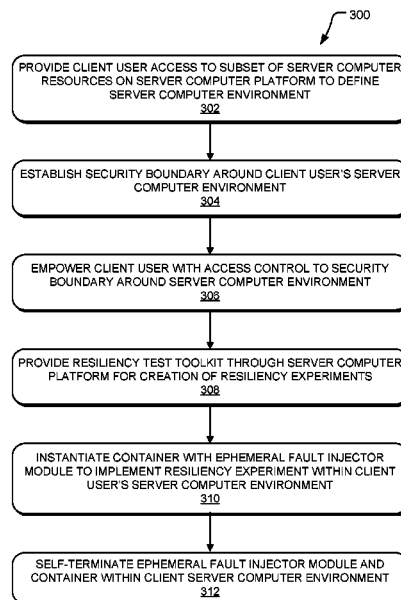 300
PROVIDE CLIENT USER ACCESS TO SUBSET OF SERVER COMPUTER
RESOURCES ON SERVER COMPUTER PLATFORM TO DEFINE
SERVER COMPUTER ENVIRONMENT
302
ESTABLISH SECURITY BOUNDARY AROUND CLIENT USER'S SERVER
COMPUTER ENVIRONMENT
304
EMPOWER CLIENT USER WITH ACCESS CONTROL TO SECURITY
BOUNDARY AROUND SERVER COMPUTER ENVIRONMENT
306
PROVIDE RESILIENCY TEST TOOLKIT THROUGH SERVER COMPUTER
PLATFORM FOR CREATION OF RESILIENCY EXPERIMENTS
308
INSTANTIATE CONTAINER WITH EPHEMERAL FAULT INJECTOR
MODULE TO IMPLEMENT RESILIENCY EXPERIMENT WITHIN CLIENT
USER'S SERVER COMPUTER ENVIRONMENT
310
SELF-TERMINATE EPHEMERAL FAULT INJECTOR MODULE AND
CONTAINER WITHIN CLIENT SERVER COMPUTER ENVIRONMENT
312